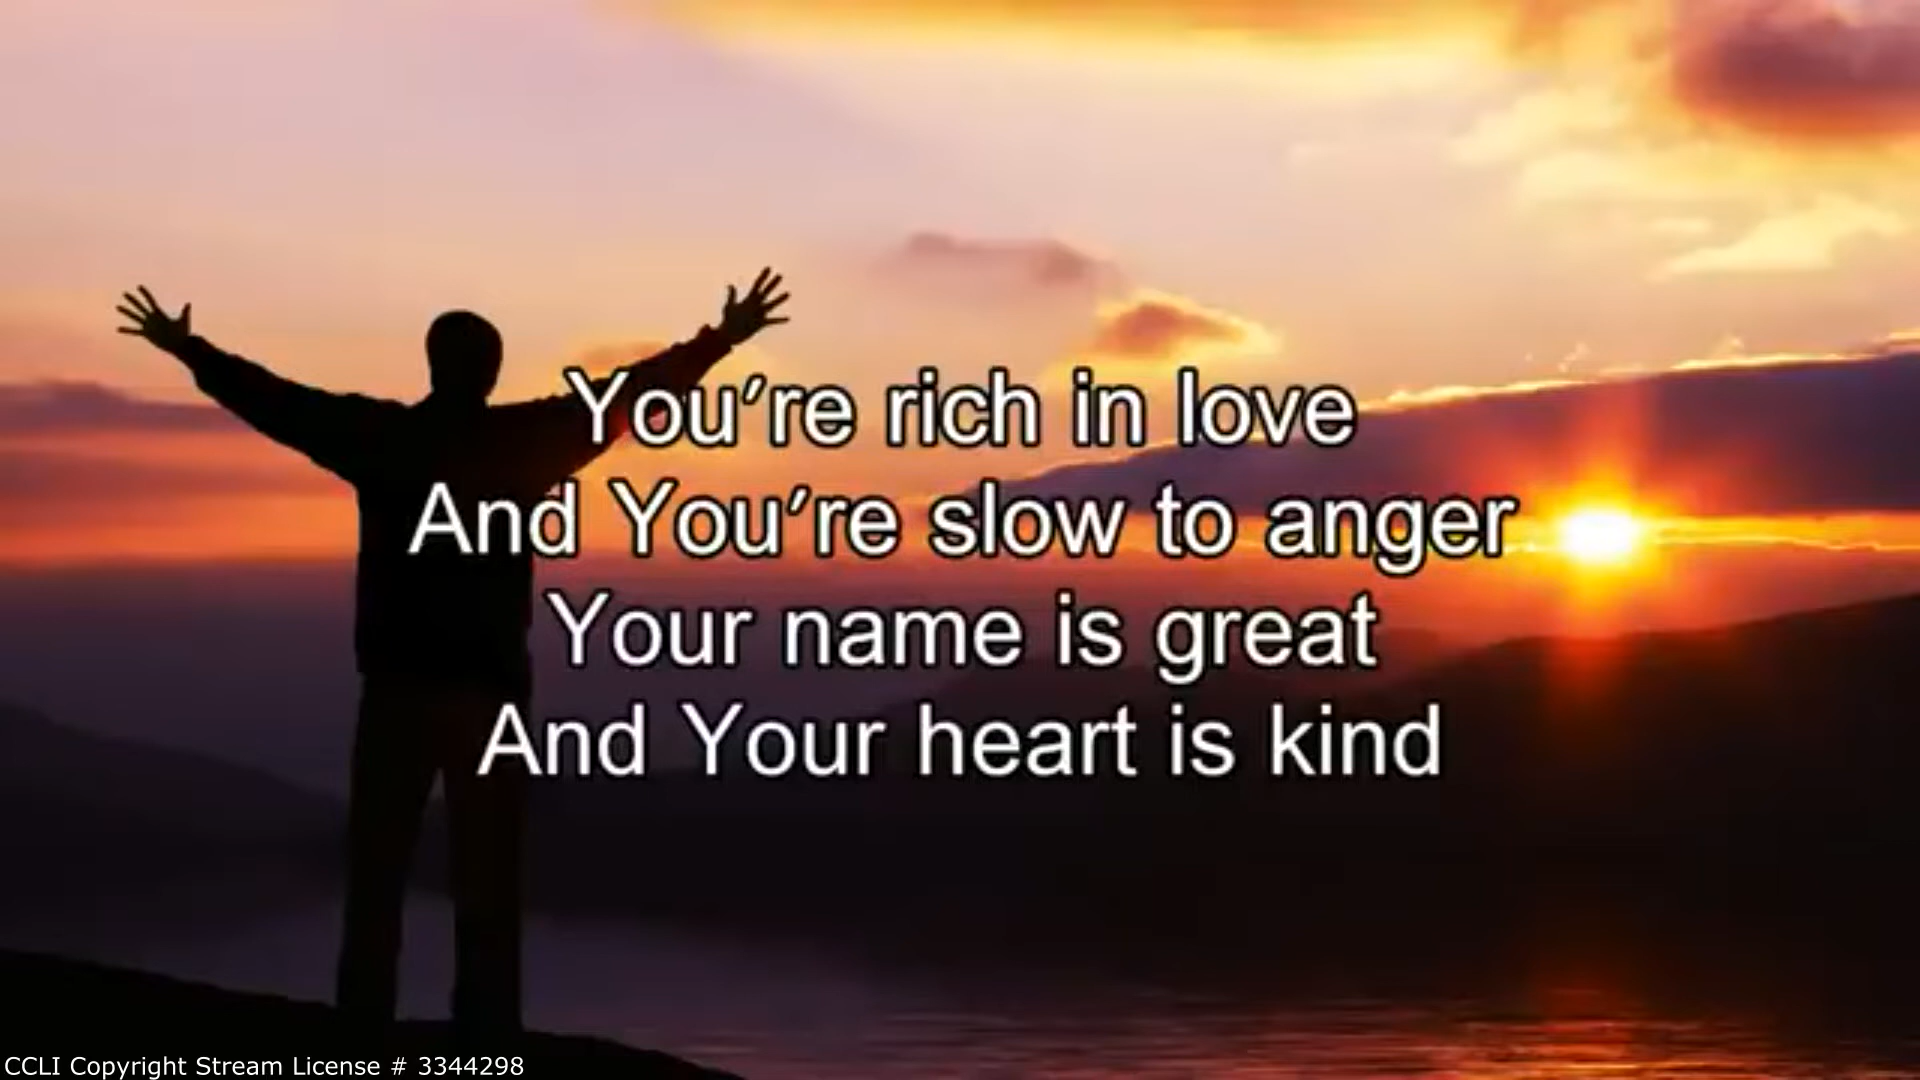 You’re rich in love
And You’re slow to anger
Your name is great
And Your heart is kind
CCLI Copyright Stream License # 3344298